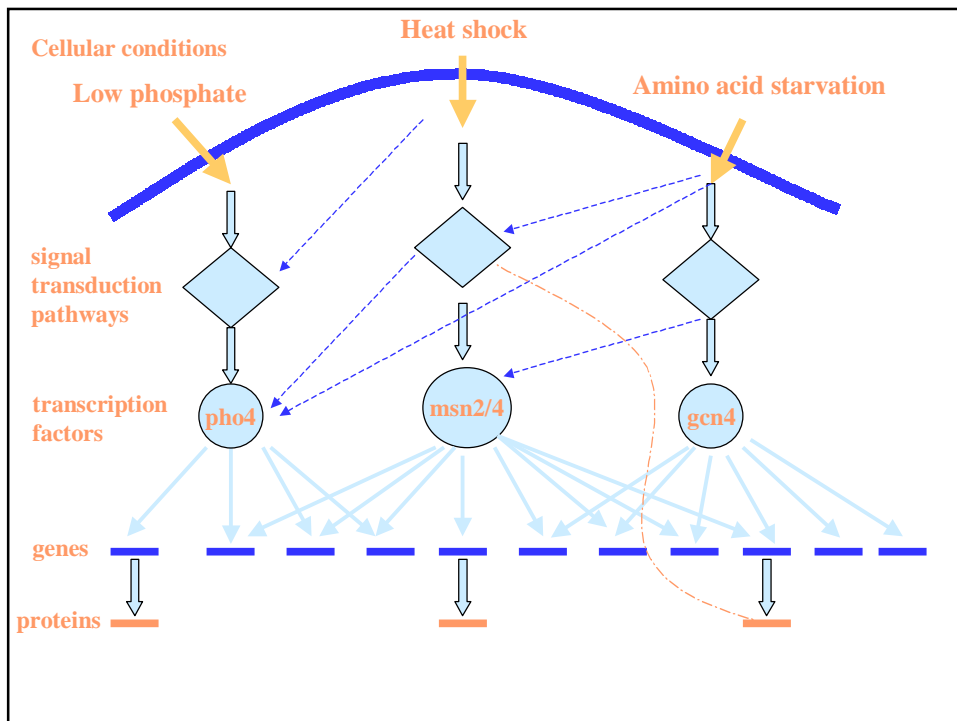 Heat shock
Cellular conditions
Low phosphate
Amino acid starvation
signal
transduction
pathways
transcription
factors
pho4
msn2/4
gcn4
genes
proteins